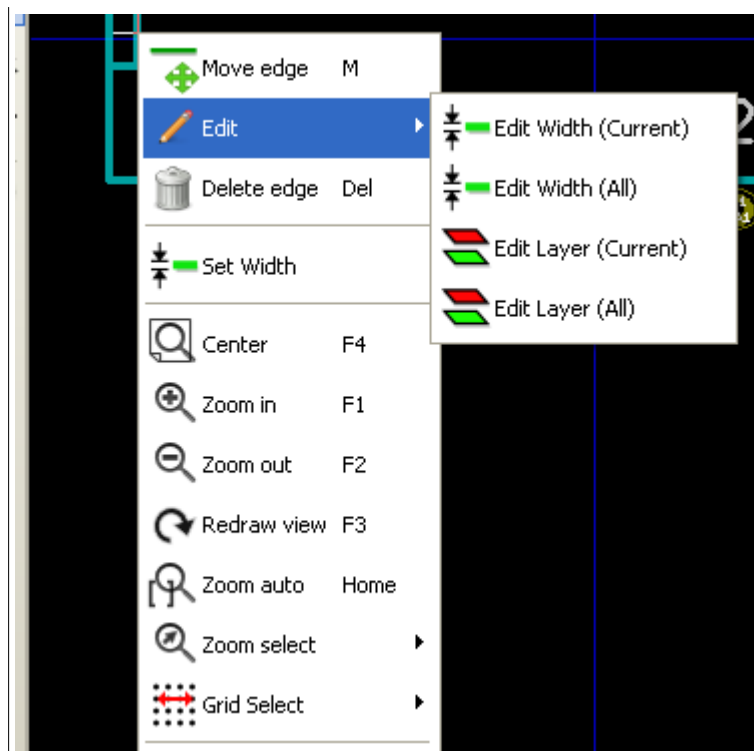 Move edge M
Edit
Delete edge Del
Set Width
Center F4
Zoom in F1
Zoom out F2
Redraw view F3
Zoom auto Home
Zoom select
Grid Select
Edit Width (Current)
Edit Width (All)
Edit Layer (Current)
Edit Layer (All)
2